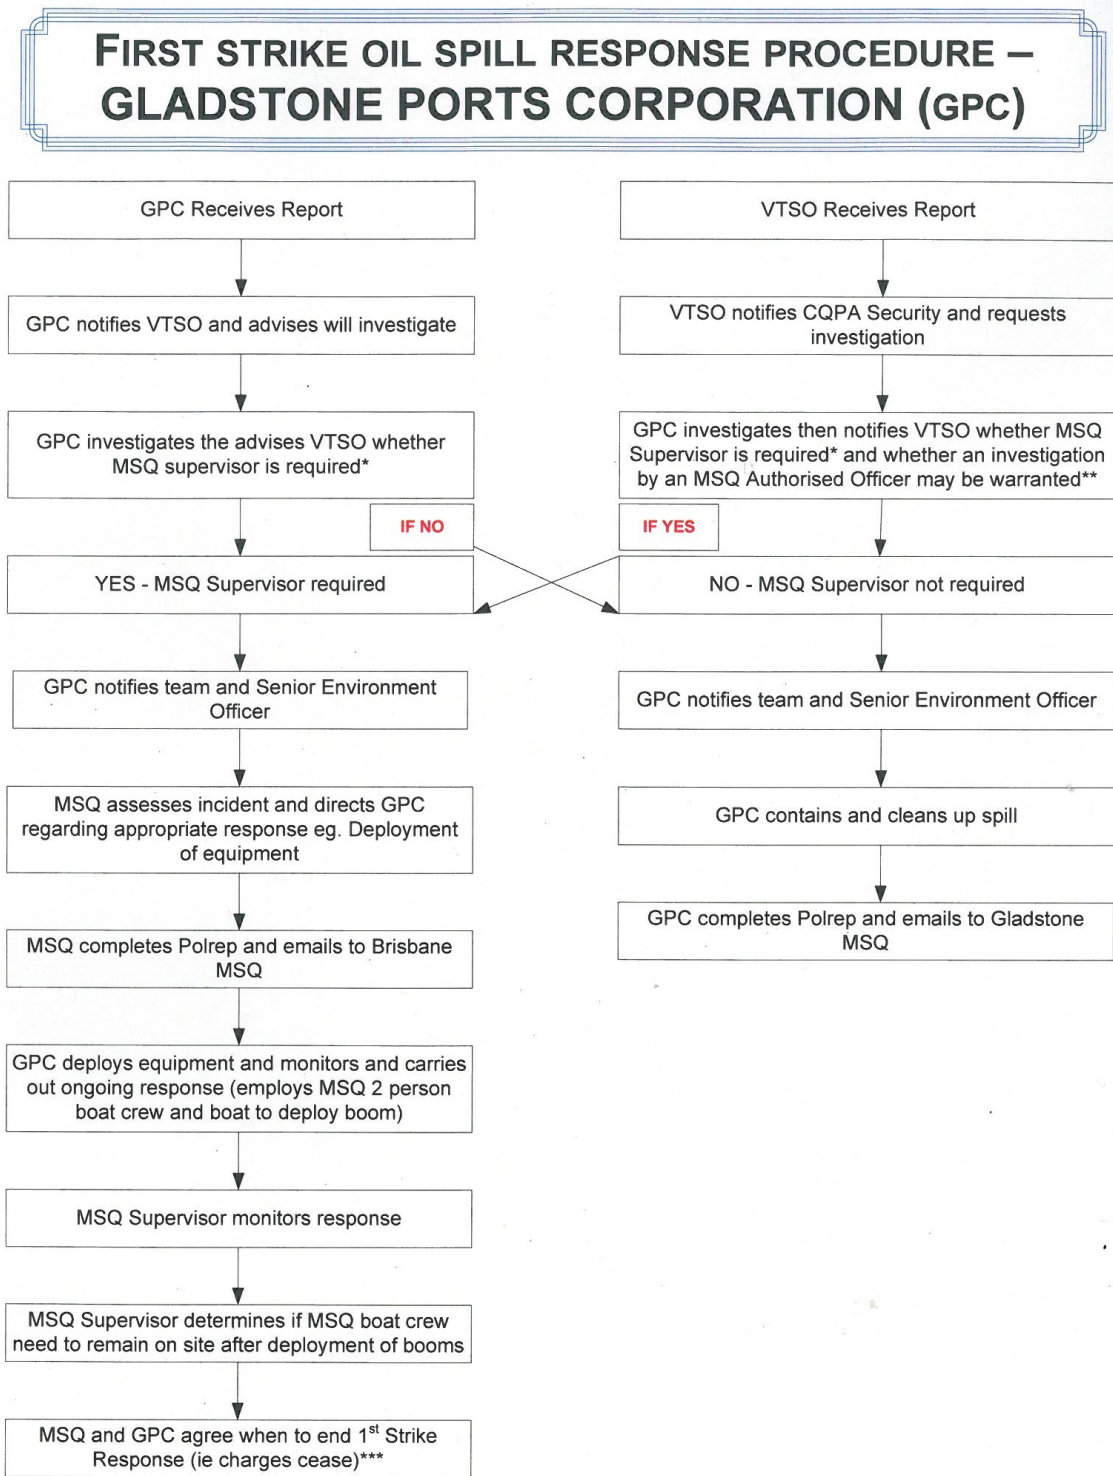 FIRST STRIKE OIL SPILL RESPONSE PROCEDURE –
GLADSTONE PORTS CORPORATION (GPC)
GPC Receives Report
GPC notifies VTSO and advises will investigate
GPC investigates the advises VTSO whether
MSQ supervisor is required*
IF NO
YES - MSQ Supervisor required
GPC notifies team and Senior Environment
Officer
MSQ assesses incident and directs GPC
regarding appropriate response eg. Deployment
of equipment
MSQ completes Polrep and emails to Brisbane
MSQ
GPC deploys equipment and monitors and carries
out ongoing response (employs MSQ 2 person
boat crew and boat to deploy boom)
MSQ Supervisor monitors response
MSQ Supervisor determines if MSQ boat crew
need to remain on site after deployment of booms
MSQ and GPC agree when to end 1st Strike
Response (ie charges cease)***
VTSO Receives Report
VTSO notifies CQPA Security and requests
investigation
GPC investigates then notifies VTSO whether MSQ
Supervisor is required* and whether an investigation
by an MSQ Authorised Officer may be warranted**
IF YES
NO - MSQ Supervisor not required
GPC notifies team and Senior Environment Officer
GPC contains and cleans up spill
GPC completes Polrep and emails to Gladstone
MSQ